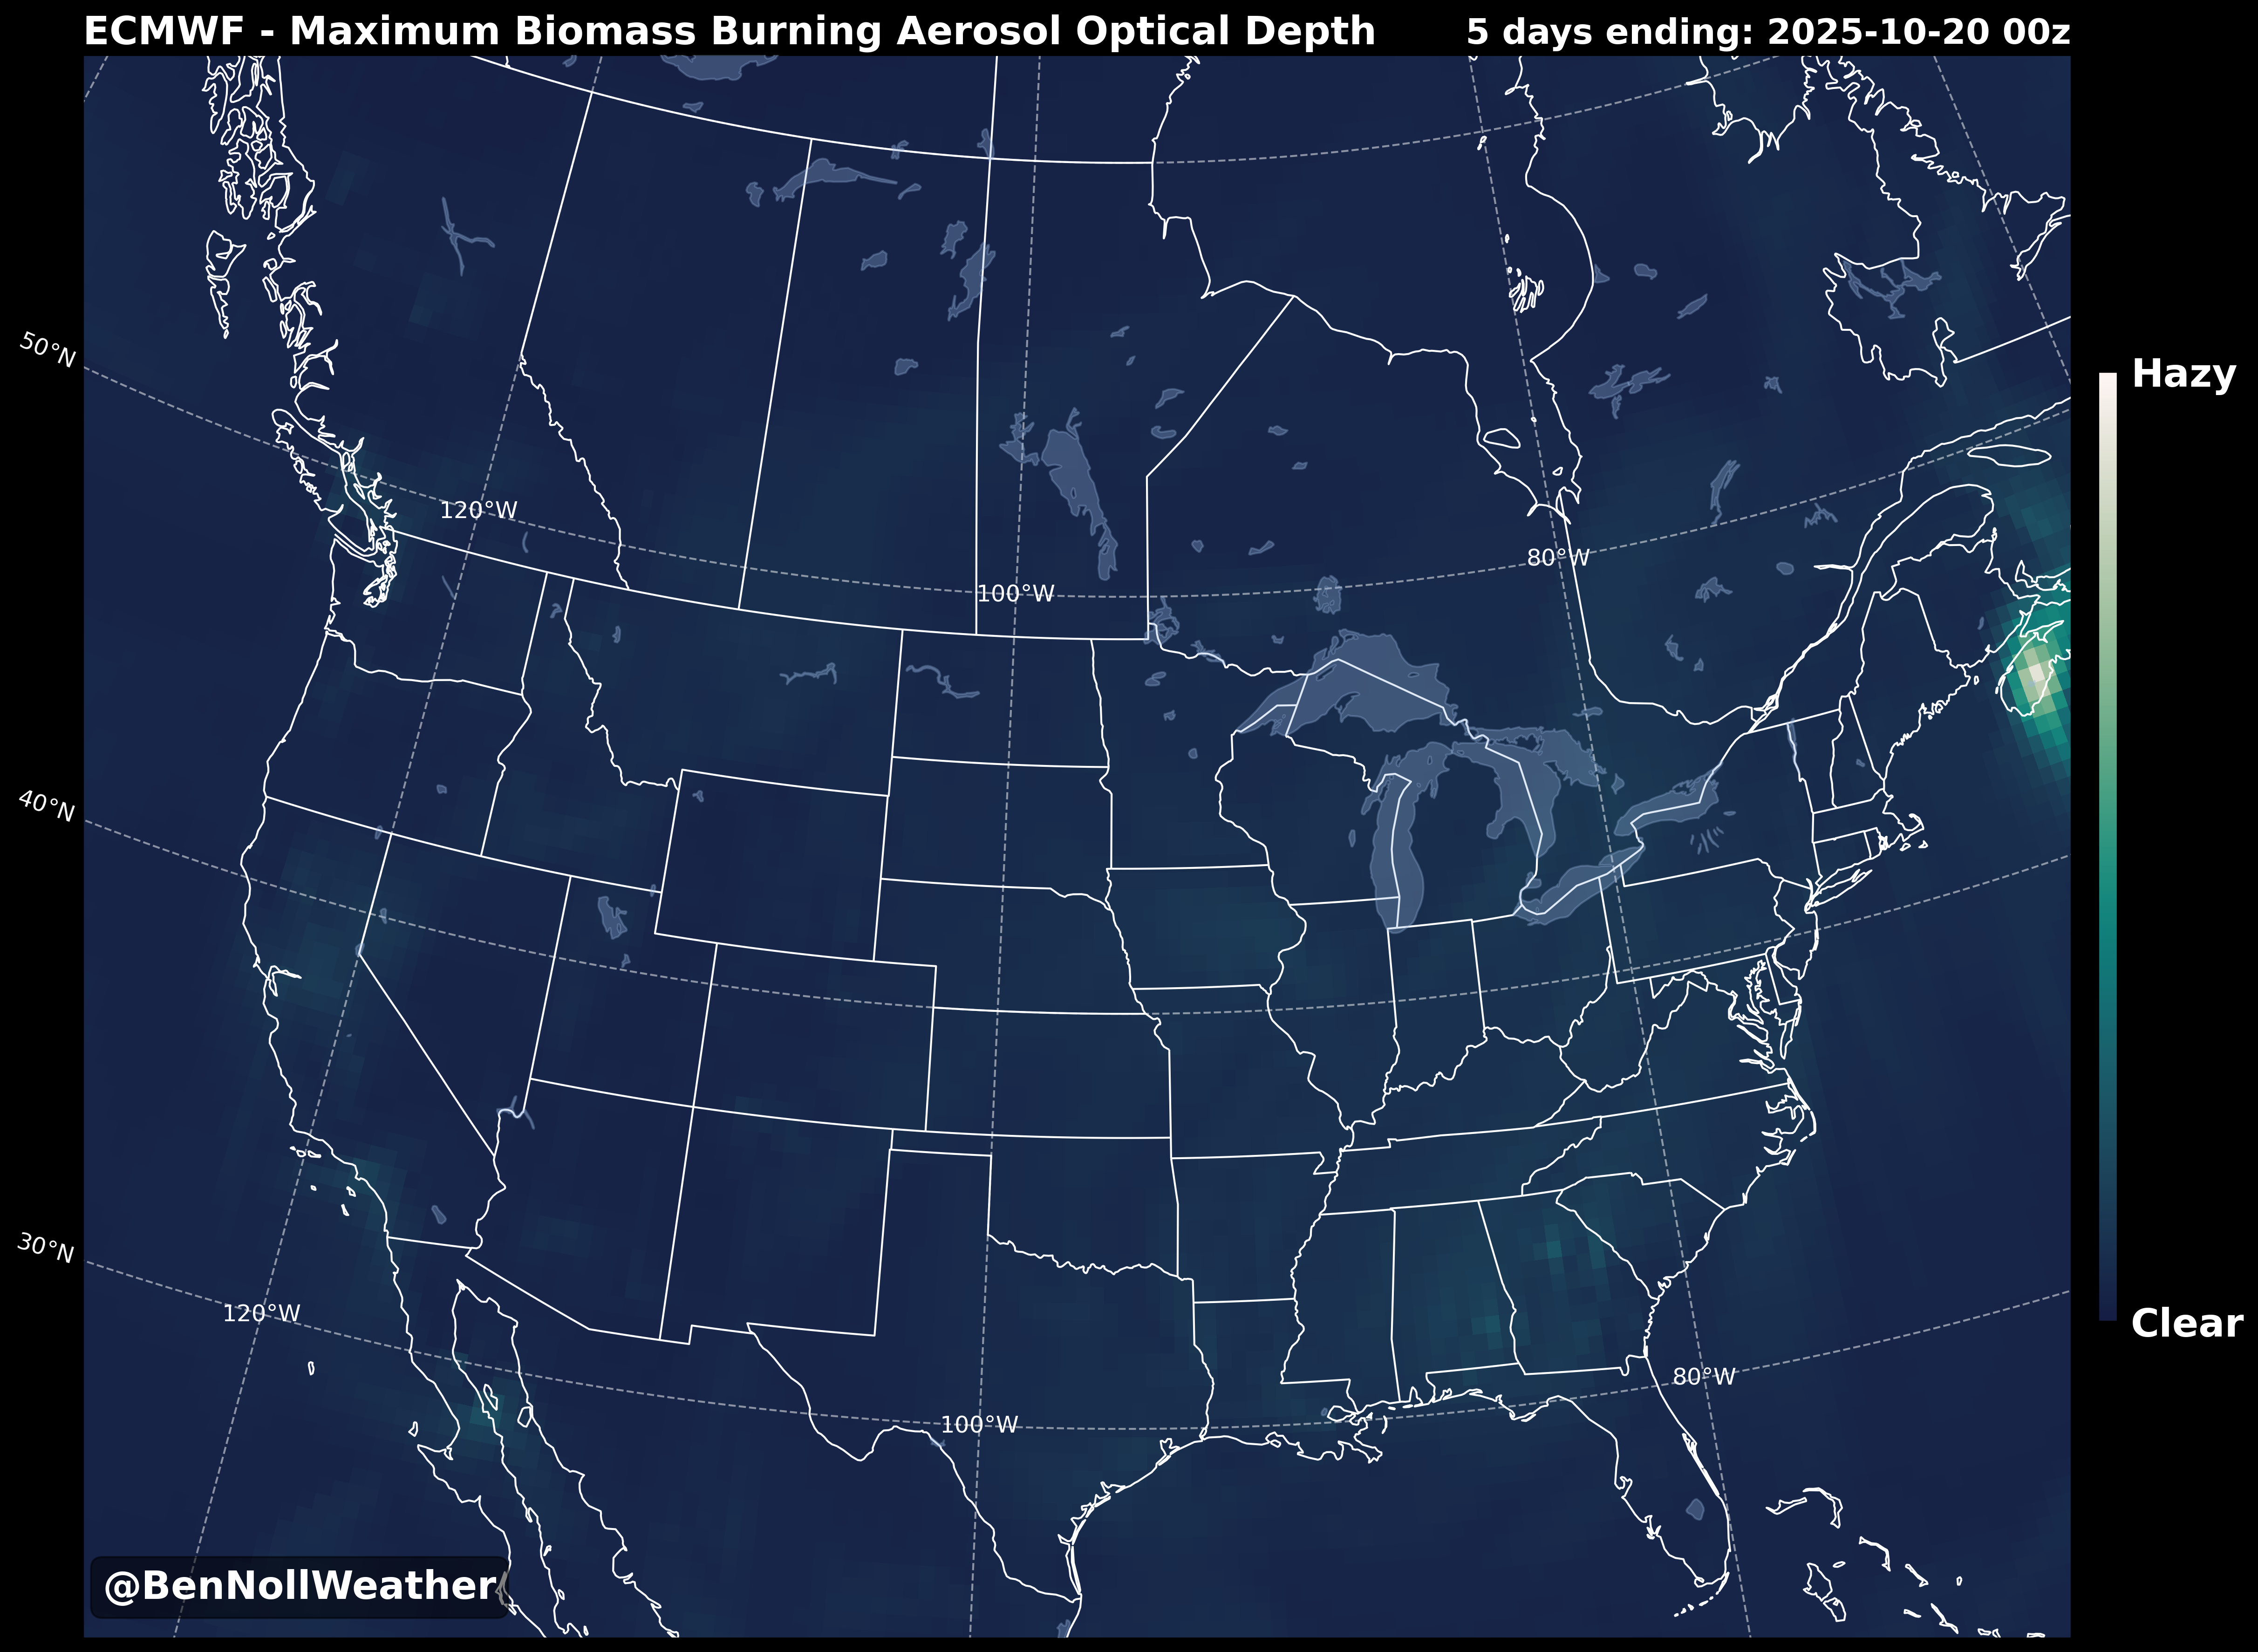 ECMWF - Maximum Biomass Burning Aerosol Optical Depth
5 days ending: 2025-10-20 00z
50°N
Hazy
120°W
80°W
100°W
40°N
30°N
120°W
Clear
80°W
100°W
@BenNollWeather